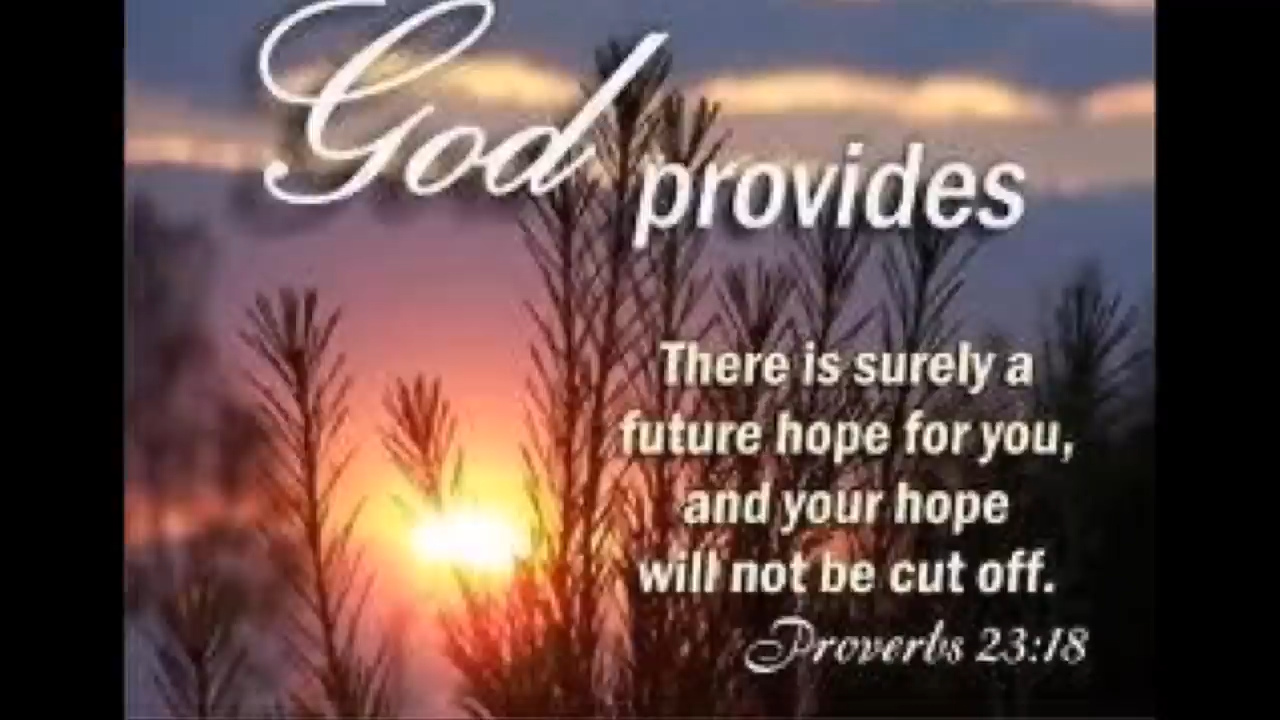 God provides
There is surely a
future hope for you,
and your hope
will not be cut off.
Proverbs 23:18